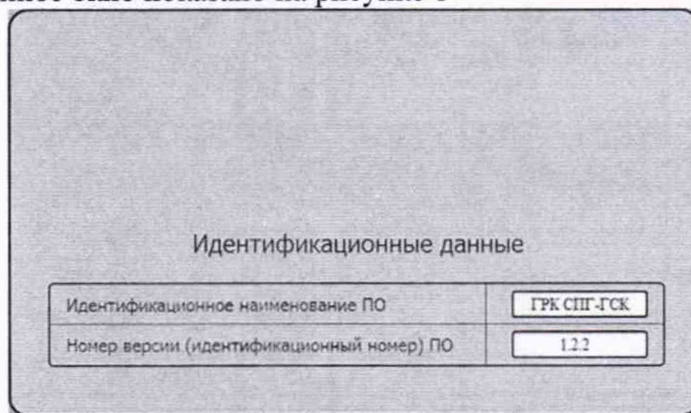 Идентификационные данные
Идентификационное наименование ПО
ГРК СПГ-ГСК
Номер версии (идентификационный номер) ПО
1.2.2